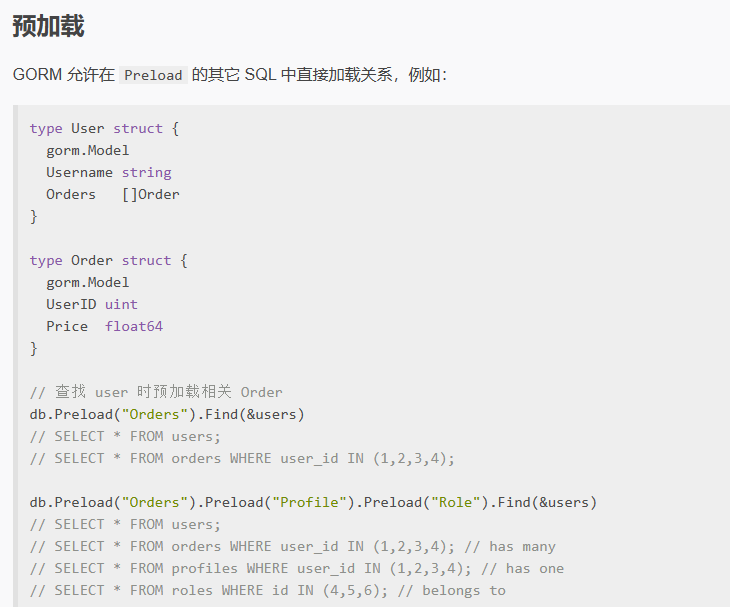 预加载
GORM 允许在 Preload 的其它 SQL 中直接加载关系，例如：
type User struct {
  gorm.Model
  Username string
  Orders   []Order
}
type Order struct {
  gorm.Model
  UserID uint
  Price  float64
}
// 查找 user 时预加载相关 Order
db.Preload("Orders").Find(&users)
// SELECT * FROM users;
// SELECT * FROM orders WHERE user_id IN (1,2,3,4);
db.Preload("Orders").Preload("Profile").Preload("Role").Find(&users)
// SELECT * FROM users;
// SELECT * FROM orders WHERE user_id IN (1,2,3,4); // has many
// SELECT * FROM profiles WHERE user_id IN (1,2,3,4); // has one
// SELECT * FROM roles WHERE id IN (4,5,6); // belongs to